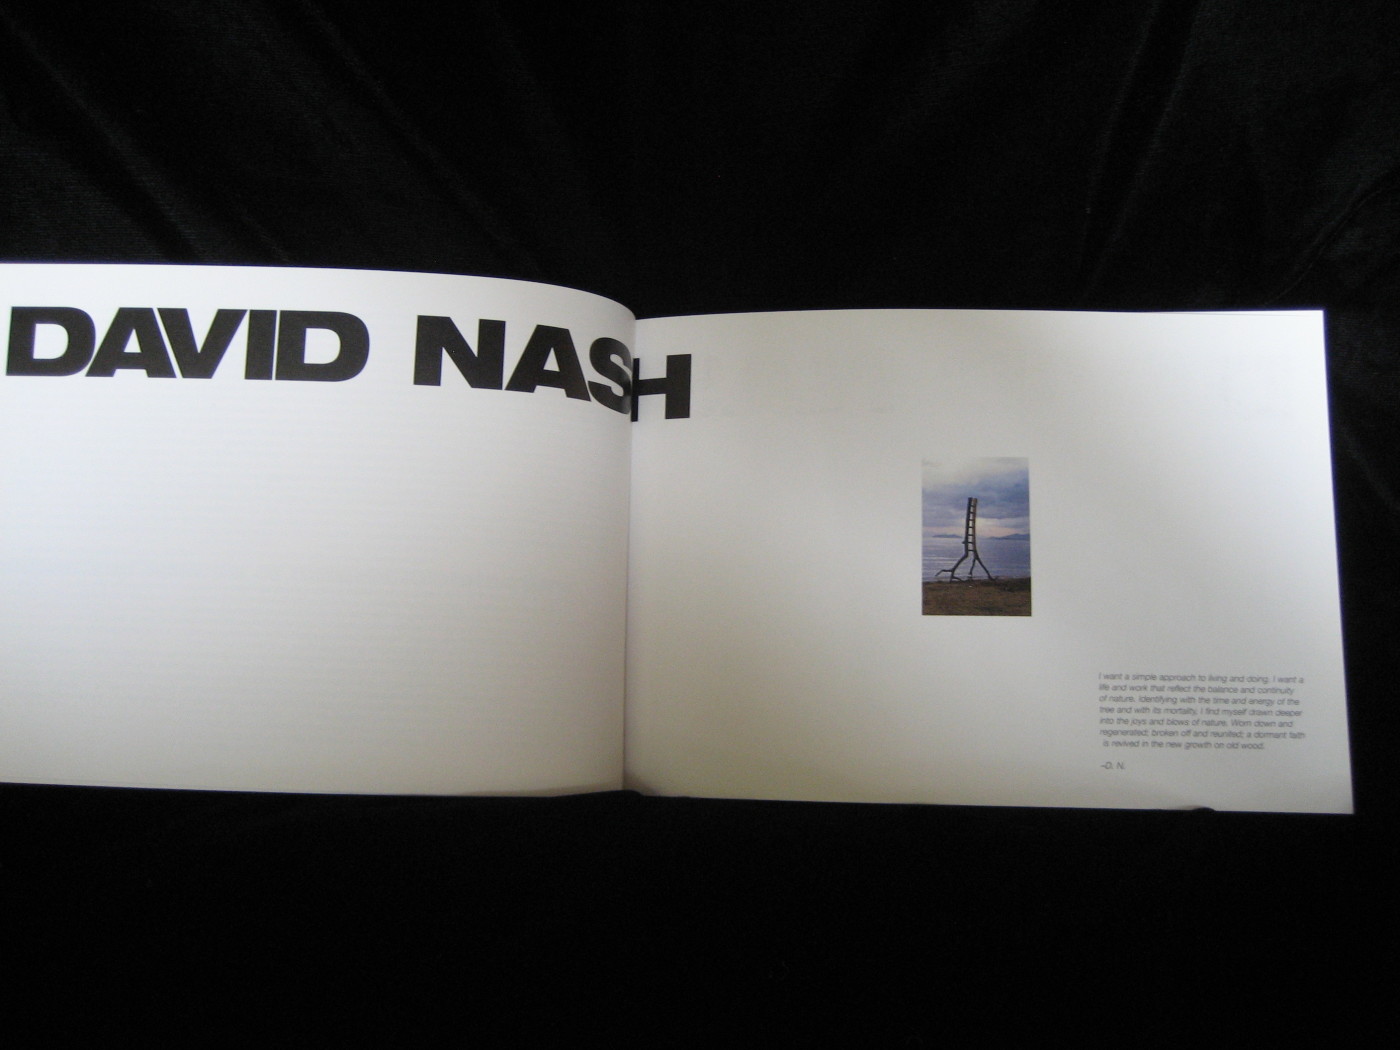 DAVID NASH
I want a simple approach to living and doing. I want a
life and work that reflect the balance and continuity
of nature. Identifying with the time and energy of the
tree and with its mortality, I find myself drawn deeper
into the joys and blows of nature. Worn down and
regenerated; broken off and reunited; a dormant faith
is revived in the new growth on old wood.
–D. N.